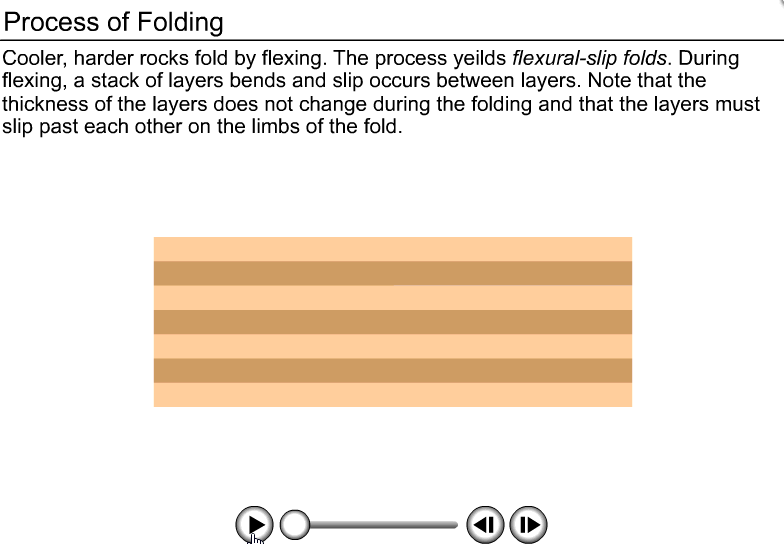 Process of Folding
Cooler, harder rocks fold by flexing. The process yeilds flexural-slip folds. During
flexing, a stack of layers bends and slip occurs between layers. Note that the
thickness of the layers does not change during the folding and that the layers must
slip past each other on the limbs of the fold.